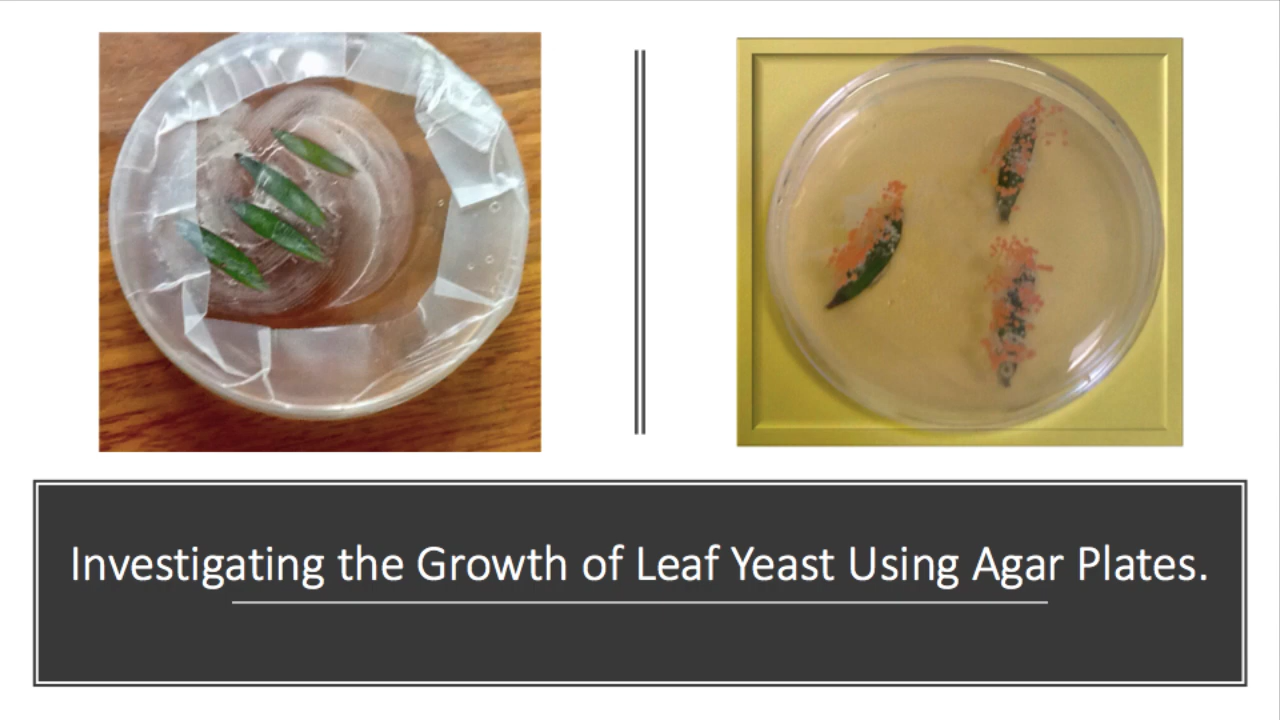 Investigating the Growth of Leaf Yeast Using Agar Plates.